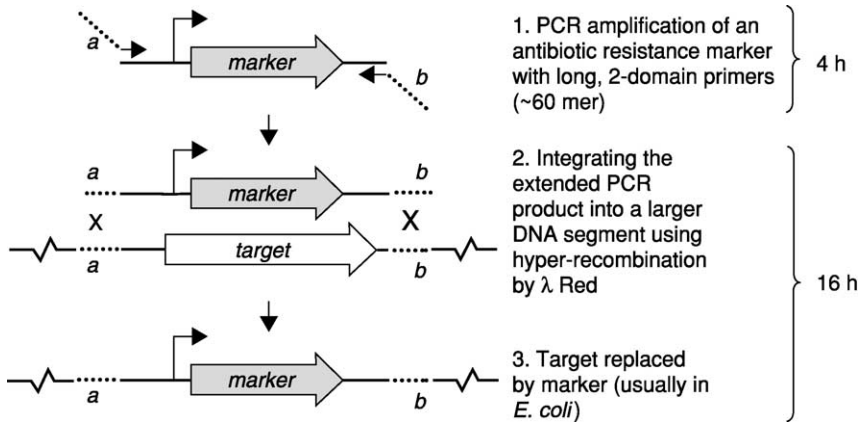 a
marker
b
1. PCR amplification of an
antibiotic resistance marker
with long, 2-domain primers
(~60 mer)
4 h
a
marker
b
X
X
target
a
b
2. Integrating the
extended PCR
product into a larger
DNA segment using
hyper-recombination
by λ Red
16 h
a
marker
b
3. Target replaced
by marker (usually in
E. coli)